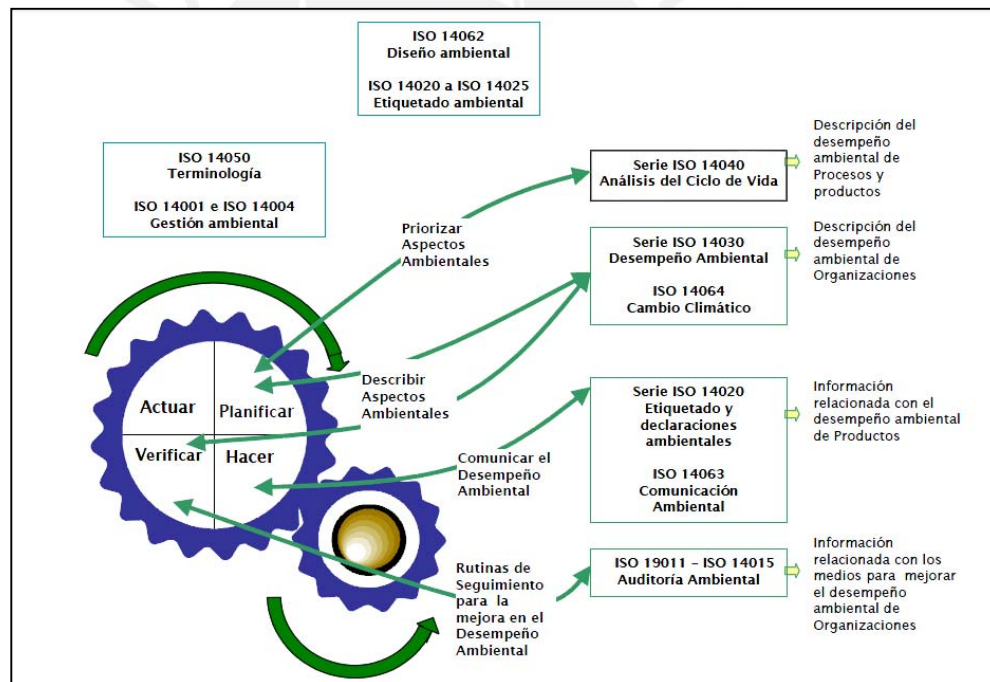 ISO 14062
Diseño ambiental
ISO 14020 a ISO 14025
Etiquetado ambiental
ISO 14050
Terminología
ISO 14001 e ISO 14004
Gestión ambiental
Priorizar
Aspectos
Ambientales
Serie ISO 14040
Análisis del Ciclo de Vida
Descripción del
desempeño
ambiental de
Procesos y
productos
Serie ISO 14030
Desempeño Ambiental
ISO 14064
Cambio Climático
Descripción del
desempeño
ambiental de
Organizaciones
Actuar
Planificar
Verificar
Hacer
Describir
Aspectos
Ambientales
Serie ISO 14020
Etiquetado y
declaraciones
ambientales
ISO 14063
Comunicación
Ambiental
Información
relacionada con el
desempeño ambiental
de Productos
Comunicar el
Desempeño
Ambiental
Rutinas de
Seguimiento
para la
mejora en el
Desempeño
Ambiental
ISO 19011 – ISO 14015
Auditoría Ambiental
Información
relacionada con los
medios para mejorar
el desempeño
ambiental de
Organizaciones